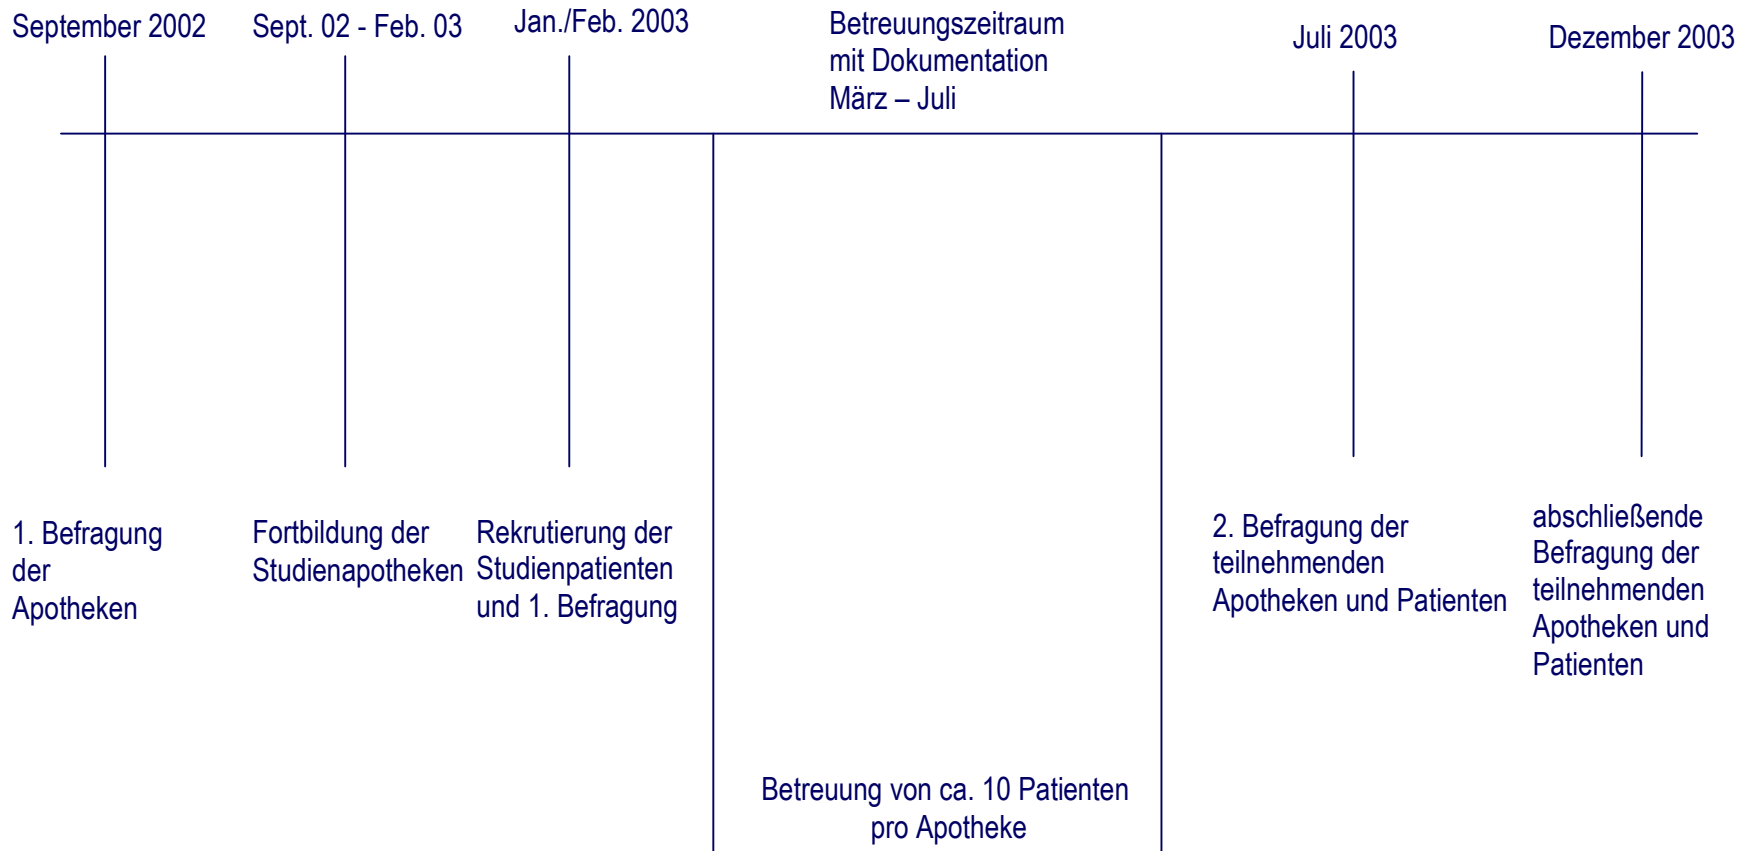 September 2002
Sept. 02 - Feb. 03
Jan./Feb. 2003
Betreuungszeitraum
mit Dokumentation
März – Juli
Juli 2003
Dezember 2003
1. Befragung
der
Apotheken
Fortbildung der
Studienapotheken
Rekrutierung der
Studienpatienten
und 1. Befragung
2. Befragung der
teilnehmenden
Apotheken und Patienten
abschließende
Befragung der
teilnehmenden
Apotheken und
Patienten
Betreuung von ca. 10 Patienten
pro Apotheke